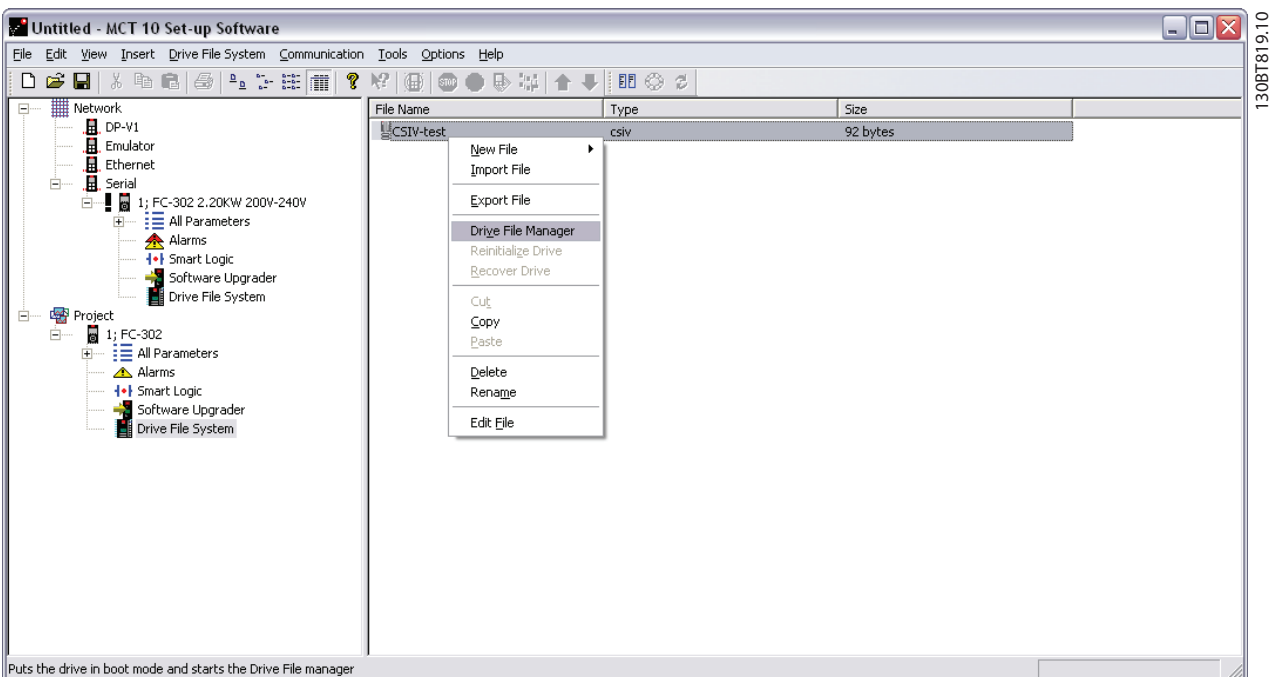 Untitled - MCT 10 Set-up Software
File Edit View Insert Drive File System Communication Tools Options Help
STOP
Network
DP-V1
Emulator
Ethernet
Serial
1; FC-302 2.20KW 200V-240V
All Parameters
Alarms
Smart Logic
Software Upgrader
Drive File System
Project
1; FC-302
All Parameters
Alarms
Smart Logic
Software Upgrader
Drive File System
File Name Type Size
CSIV-test csiv 92 bytes
New File
Import File
Export File
Drive File Manager
Reinitialize Drive
Recover Drive
Cut
Copy
Paste
Delete
Rename
Edit File
Puts the drive in boot mode and starts the Drive File manager
130BT819.10